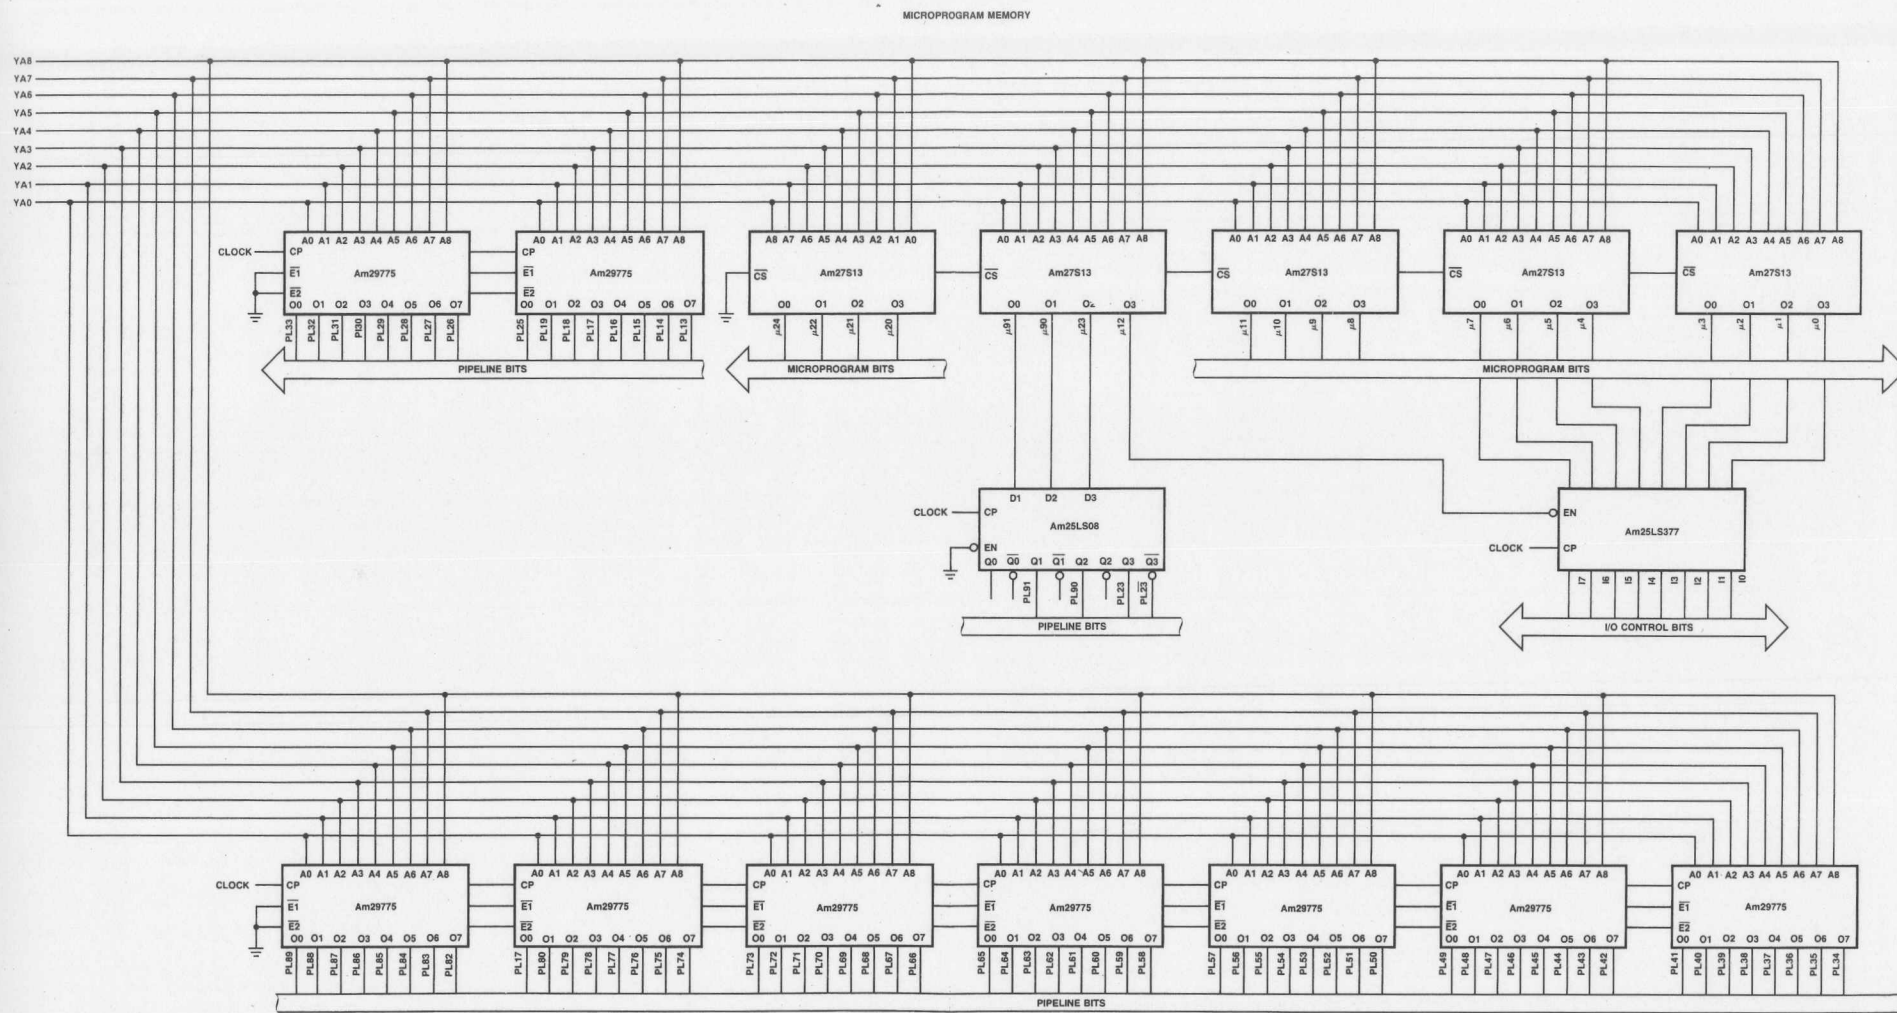 MICROPROGRAM MEMORY
YA8
YA7
YA6
YA5
YA4
YA3
YA2
YA1
YA0
A0 A1 A2 A3 A4 A5 A6 A7 A8
CLOCK
CP
E1
E2
Am29775
O0 O1 O2 O3 O4 O5 O6 O7
PL33 PL32 PL31 Pl30 PL29 PL28 PL27 PL26
A0 A1 A2 A3 A4 A5 A6 A7 A8
CP
E1
E2
Am29775
O0 O1 O2 O3 O4 O5 O6 O7
PL25 PL19 PL18 PL17 PL16 PL15 PL14 PL13
PIPELINE BITS
A8 A7 A6 A5 A4 A3 A2 A1 A0
CS
Am27S13
O0 O1 O2 O3
μ24 μ22 μ21 μ20
MICROPROGRAM BITS
A0 A1 A2 A3 A4 A5 A6 A7 A8
CS
Am27S13
O0 O1 O2 O3
μ91 μ90 μ23 μ12
A0 A1 A2 A3 A4 A5 A6 A7 A8
CS
Am27S13
O0 O1 O2 O3
μ11 μ10 μ9 μ8
A0 A1 A2 A3 A4 A5 A6 A7 A8
CS
Am27S13
O0 O1 O2 O3
μ7 μ6 μ5 μ4
A0 A1 A2 A3 A4 A5 A6 A7 A8
CS
Am27S13
O0 O1 O2 O3
μ3 μ2 μ1 μ0
MICROPROGRAM BITS
D1 D2 D3
CLOCK
CP
Am25LS08
EN
Q0 Q0 Q1 Q1 Q2 Q2 Q3 Q3
PL91 PL90 PL23 PL23
PIPELINE BITS
EN
Am25LS377
CLOCK
CP
I7 I6 I5 I4 I3 I2 I1 I0
I/O CONTROL BITS
A0 A1 A2 A3 A4 A5 A6 A7 A8
CLOCK
CP
E1
E2
Am29775
O0 O1 O2 O3 O4 O5 O6 O7
PL89 PL88 PL87 PL86 PL85 PL84 PL83 PL82
A0 A1 A2 A3 A4 A5 A6 A7 A8
CP
E1
E2
Am29775
O0 O1 O2 O3 O4 O5 O6 O7
PL17 PL80 PL79 PL78 PL77 PL76 PL75 PL74
A0 A1 A2 A3 A4 A5 A6 A7 A8
CP
E1
E2
Am29775
O0 O1 O2 O3 O4 O5 O6 O7
PL73 PL72 PL71 PL70 PL69 PL68 PL67 PL66
A0 A1 A2 A3 A4 A5 A6 A7 A8
CP
E1
E2
Am29775
O0 O1 O2 O3 O4 O5 O6 O7
PL65 PL64 PL63 PL62 PL61 PL60 PL59 PL58
A0 A1 A2 A3 A4 A5 A6 A7 A8
CP
E1
E2
Am29775
O0 O1 O2 O3 O4 O5 O6 O7
PL57 PL56 PL55 PL54 PL53 PL52 PL51 PL50
A0 A1 A2 A3 A4 A5 A6 A7 A8
CP
E1
E2
Am29775
O0 O1 O2 O3 O4 O5 O6 O7
PL49 PL48 PL47 PL46 PL45 PL44 PL43 PL42
A0 A1 A2 A3 A4 A5 A6 A7 A8
CP
E1
E2
Am29775
O0 O1 O2 O3 O4 O5 O6 O7
PL41 PL40 PL39 PL38 PL37 PL36 PL35 PL34
PIPELINE BITS